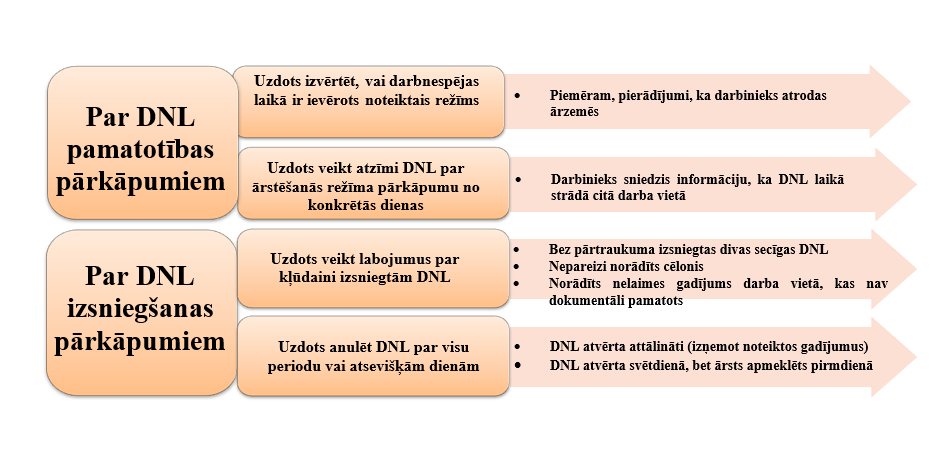 Par DNL
pamatotības
pārkāpumiem
Uzdots izvērtēt, vai darbnespējas
laikā ir ievērots noteiktais režīms
• Piemēram, pierādījumi, ka darbinieks atrodas
ārzemēs
Uzdots veikt atzīmi DNL par
ārstēšanās režīma pārkāpumu no
konkrētās dienas
• Darbinieks sniedzis informāciju, ka DNL laikā
strādā citā darba vietā
Par DNL
izsniegšanas
pārkāpumiem
Uzdots veikt labojumus par
kļūdaini izsniegtām DNL
• Bez pārtraukuma izsniegtas divas secīgas DNL
• Nepareizi norādīts cēlonis
• Norādīts nelaimes gadījums darba vietā, kas nav
dokumentāli pamatots
Uzdots anulēt DNL par visu
periodu vai atsevišķām dienām
• DNL atvērta attālināti (izņemot noteiktos gadījumus)
• DNL atvērta svētdienā, bet ārsts apmeklēts pirmdienā